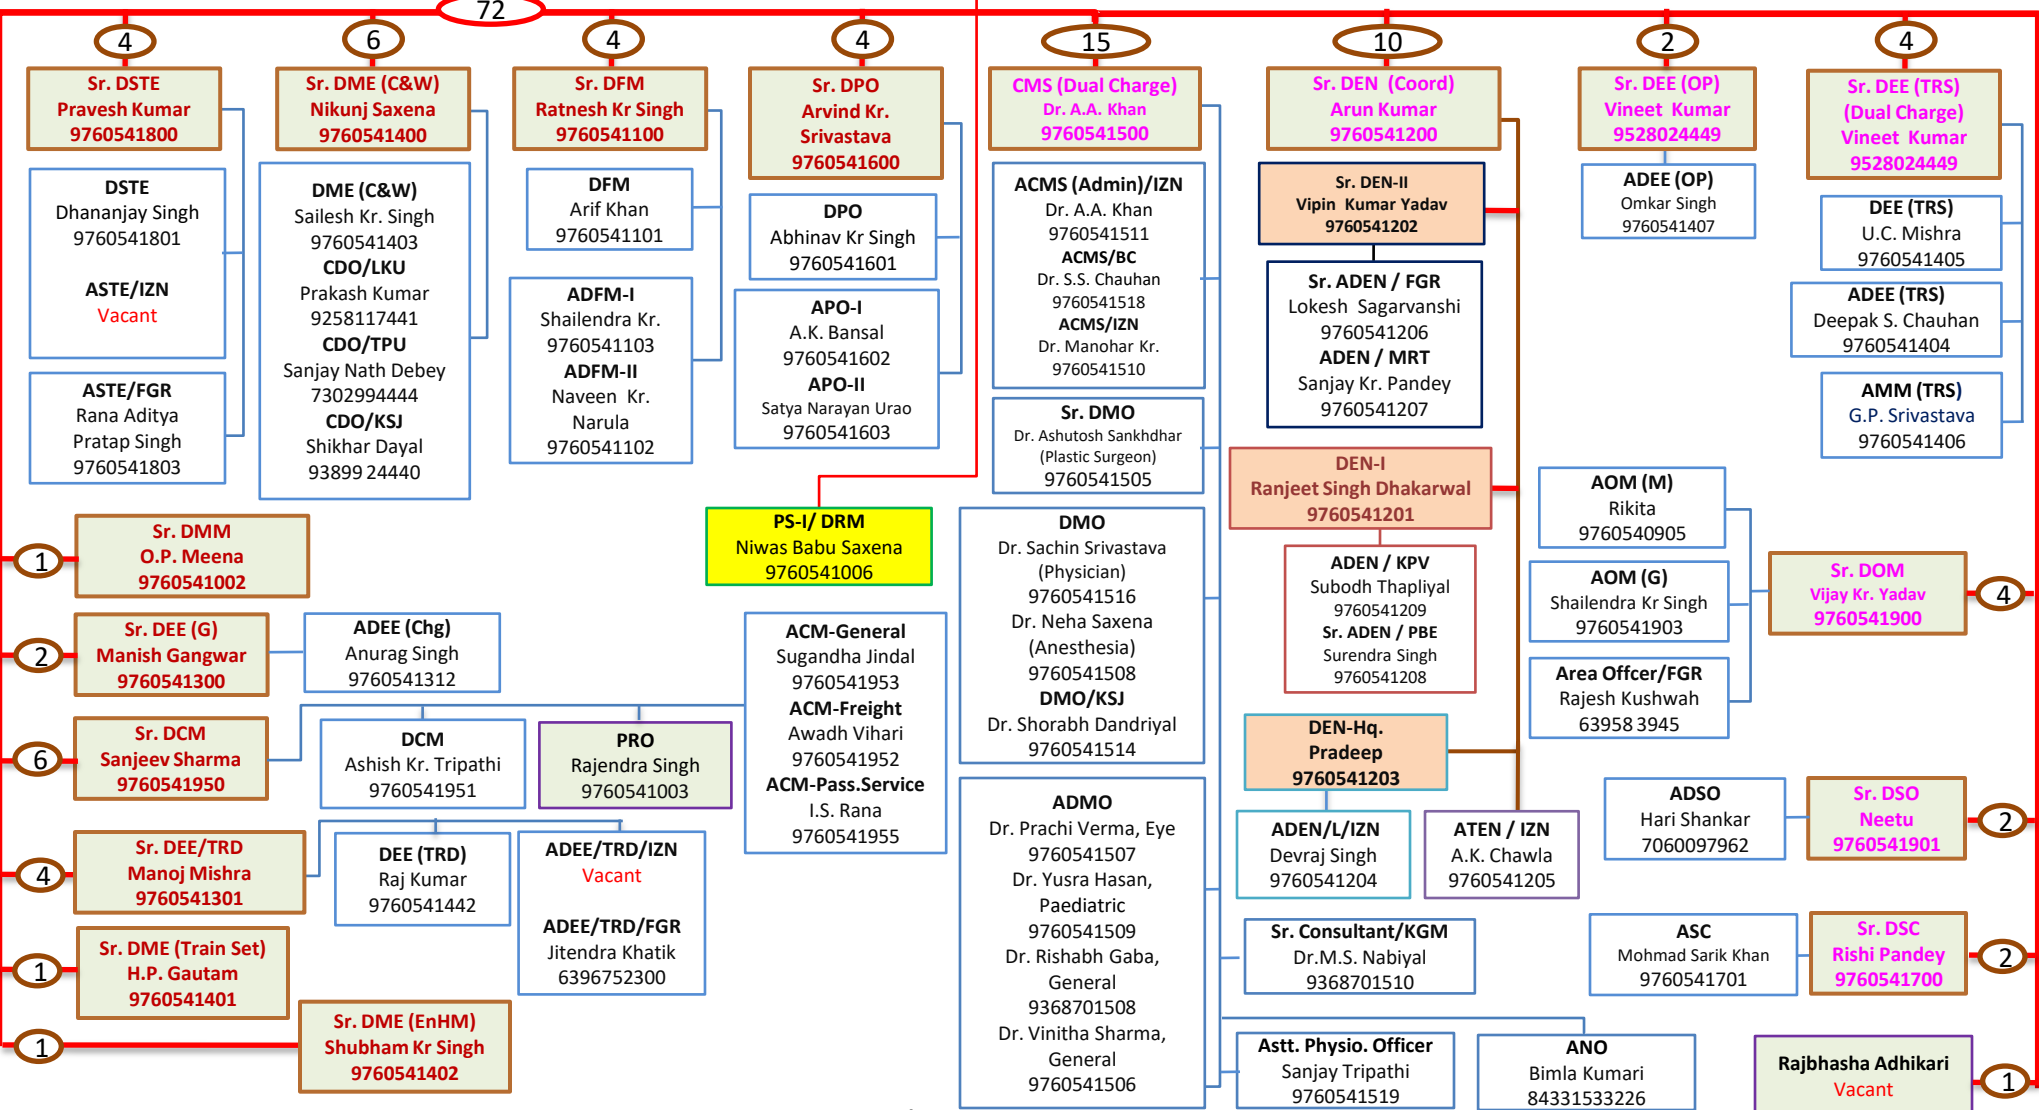 72
4
6
4
4
15
10
2
4
Sr. DSTE
Pravesh Kumar
9760541800
DSTE
Dhananjay Singh
9760541801
ASTE/IZN
Vacant
ASTE/FGR
Rana Aditya
Pratap Singh
9760541803
Sr. DME (C&W)
Nikunj Saxena
9760541400
DME (C&W)
Sailesh Kr. Singh
9760541403
CDO/LKU
Prakash Kumar
9258117441
CDO/TPU
Sanjay Nath Debey
7302994444
CDO/KSJ
Shikhar Dayal
93899 24440
Sr. DFM
Ratnesh Kr Singh
9760541100
DFM
Arif Khan
9760541101
ADFM-I
Shailendra Kr.
9760541103
ADFM-II
Naveen Kr.
Narula
9760541102
Sr. DPO
Arvind Kr.
Srivastava
9760541600
DPO
Abhinav Kr Singh
9760541601
APO-I
A.K. Bansal
9760541602
APO-II
Satya Narayan Urao
9760541603
PS-I/ DRM
Niwas Babu Saxena
9760541006
CMS (Dual Charge)
Dr. A.A. Khan
9760541500
ACMS (Admin)/IZN
Dr. A.A. Khan
9760541511
ACMS/BC
Dr. S.S. Chauhan
9760541518
ACMS/IZN
Dr. Manohar Kr.
9760541510
Sr. DMO
Dr. Ashutosh Sankhdhar
(Plastic Surgeon)
9760541505
DMO
Dr. Sachin Srivastava
(Physician)
9760541516
Dr. Neha Saxena
(Anesthesia)
9760541508
DMO/KSJ
Dr. Shorabh Dandriyal
9760541514
ADMO
Dr. Prachi Verma, Eye
9760541507
Dr. Yusra Hasan,
Paediatric
9760541509
Dr. Rishabh Gaba,
General
9368701508
Dr. Vinitha Sharma,
General
9760541506
Sr. DEN (Coord)
Arun Kumar
9760541200
Sr. DEN-II
Vipin Kumar Yadav
9760541202
Sr. ADEN / FGR
Lokesh Sagarvanshi
9760541206
ADEN / MRT
Sanjay Kr. Pandey
9760541207
DEN-I
Ranjeet Singh Dhakarwal
9760541201
ADEN / KPV
Subodh Thapliyal
9760541209
Sr. ADEN / PBE
Surendra Singh
9760541208
DEN-Hq.
Pradeep
9760541203
ADEN/L/IZN
Devraj Singh
9760541204
ATEN / IZN
A.K. Chawla
9760541205
Sr. Consultant/KGM
Dr.M.S. Nabiyal
9368701510
Astt. Physio. Officer
Sanjay Tripathi
9760541519
ANO
Bimla Kumari
84331533226
Sr. DEE (OP)
Vineet Kumar
9528024449
ADEE (OP)
Omkar Singh
9760541407
Sr. DEE (TRS)
(Dual Charge)
Vineet Kumar
9528024449
DEE (TRS)
U.C. Mishra
9760541405
ADEE (TRS)
Deepak S. Chauhan
9760541404
AMM (TRS)
G.P. Srivastava
9760541406
AOM (M)
Rikita
9760540905
AOM (G)
Shailendra Kr Singh
9760541903
Area Offcer/FGR
Rajesh Kushwah
63958 3945
Sr. DOM
Vijay Kr. Yadav
9760541900
4
ADSO
Hari Shankar
7060097962
Sr. DSO
Neetu
9760541901
2
ASC
Mohmad Sarik Khan
9760541701
Sr. DSC
Rishi Pandey
9760541700
2
Rajbhasha Adhikari
Vacant
1
1
Sr. DMM
O.P. Meena
9760541002
2
Sr. DEE (G)
Manish Gangwar
9760541300
ADEE (Chg)
Anurag Singh
9760541312
6
Sr. DCM
Sanjeev Sharma
9760541950
DCM
Ashish Kr. Tripathi
9760541951
PRO
Rajendra Singh
9760541003
ACM-General
Sugandha Jindal
9760541953
ACM-Freight
Awadh Vihari
9760541952
ACM-Pass.Service
I.S. Rana
9760541955
4
Sr. DEE/TRD
Manoj Mishra
9760541301
DEE (TRD)
Raj Kumar
9760541442
ADEE/TRD/IZN
Vacant
ADEE/TRD/FGR
Jitendra Khatik
6396752300
1
Sr. DME (Train Set)
H.P. Gautam
9760541401
1
Sr. DME (EnHM)
Shubham Kr Singh
9760541402